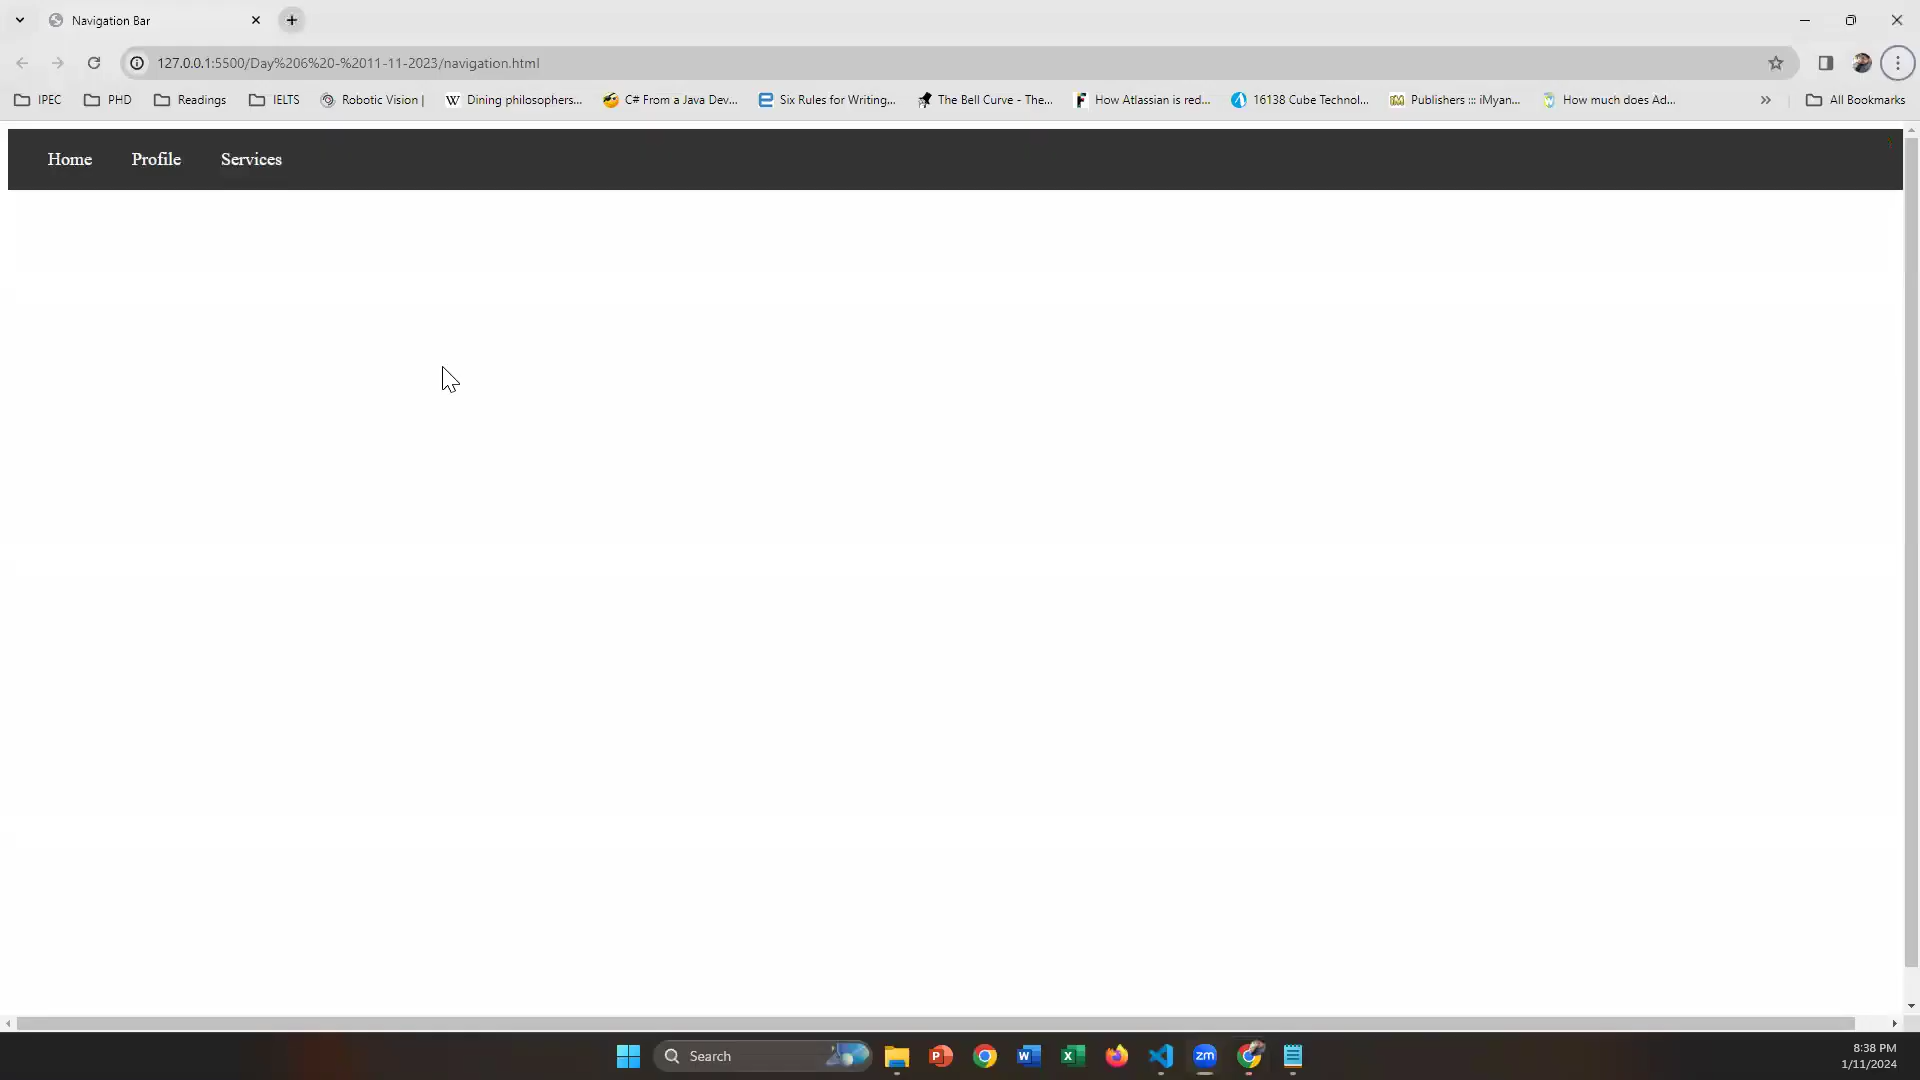 Navigation Bar
127.0.0.1:5500/Day%206%20-%2011-11-2023/navigation.html
IPEC PHD Readings IELTS Robotic Vision | Dining philosophers... C# From a Java Dev... Six Rules for Writing... The Bell Curve - The... How Atlassian is red... 16138 Cube Technol... Publishers ::: iMyan... How much does Ad... » All Bookmarks
Home Profile Services
Search
8:38 PM
1/11/2024